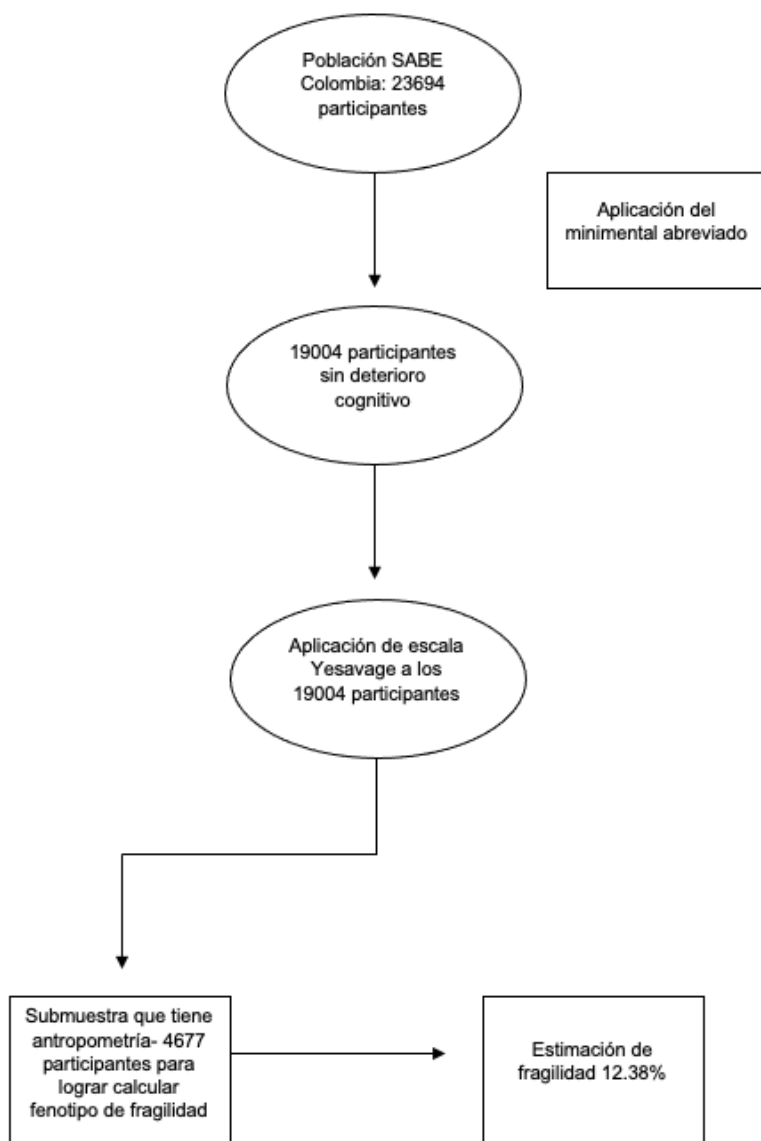 Población SABE
Colombia: 23694
participantes
Aplicación del
minimental abreviado
19004 participantes
sin deterioro
cognitivo
Aplicación de escala
Yesavage a los
19004 participantes
Submuestra que tiene
antropometría- 4677
participantes para
lograr calcular
fenotipo de fragilidad
Estimación de
fragilidad 12.38%